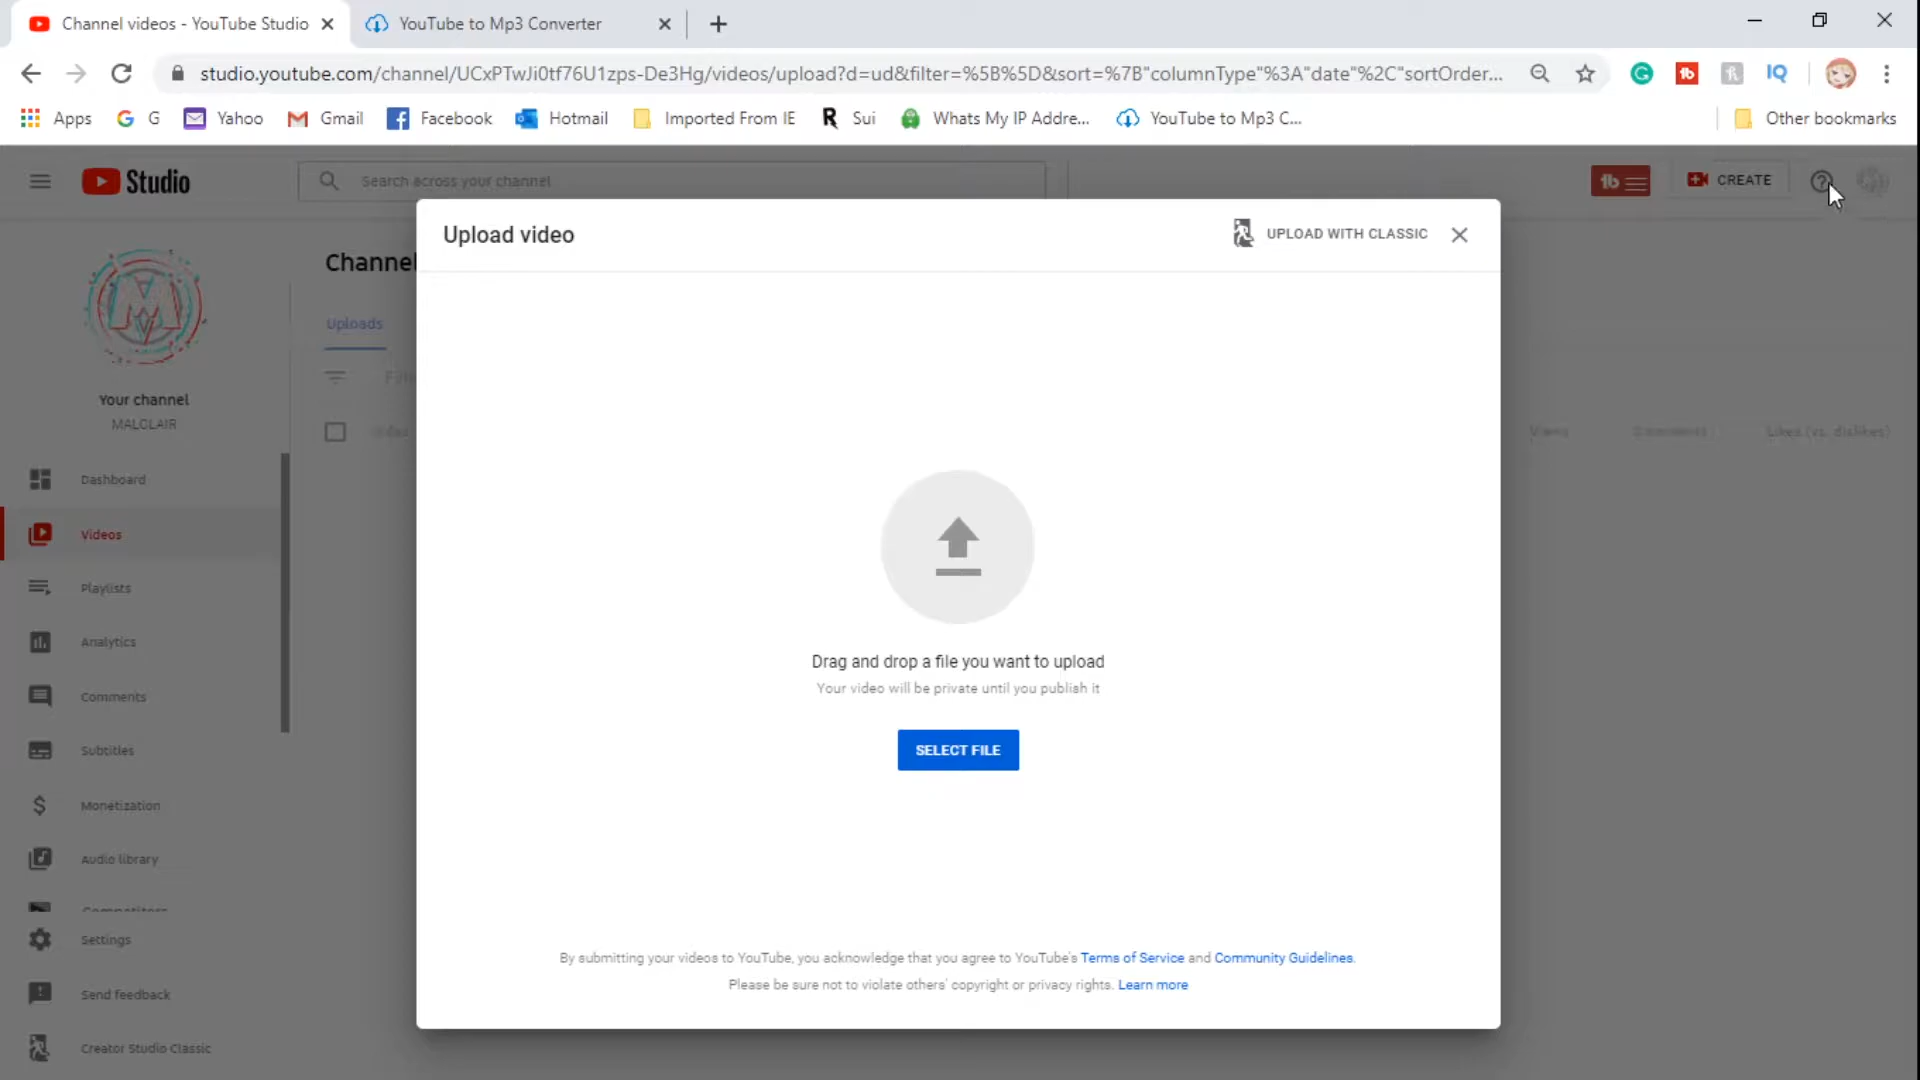 Channel videos - YouTube Studio
YouTube to Mp3 Converter
studio.youtube.com/channel/UCxPTwJi0tf76U1zps-De3Hg/videos/upload?d=ud&filter=%5B%5D&sort=%7B"columnType"%3A"date"%2C"sortOrder...
Apps G Yahoo Gmail Facebook Hotmail Imported From IE Sui Whats My IP Addre... YouTube to Mp3 C... Other bookmarks
Studio
Search across your channel
CREATE
Upload video
UPLOAD WITH CLASSIC
Channel
Uploads
Your channel
MALCLAIR
Views Comments Likes (vs. dislikes)
Dashboard
Videos
Playlists
Analytics
Comments
Subtitles
Monetization
Audio library
Competitors
Settings
Send feedback
Creator Studio Classic
Drag and drop a file you want to upload
Your video will be private until you publish it
SELECT FILE
By submitting your videos to YouTube, you acknowledge that you agree to YouTube's Terms of Service and Community Guidelines.
Please be sure not to violate others' copyright or privacy rights. Learn more